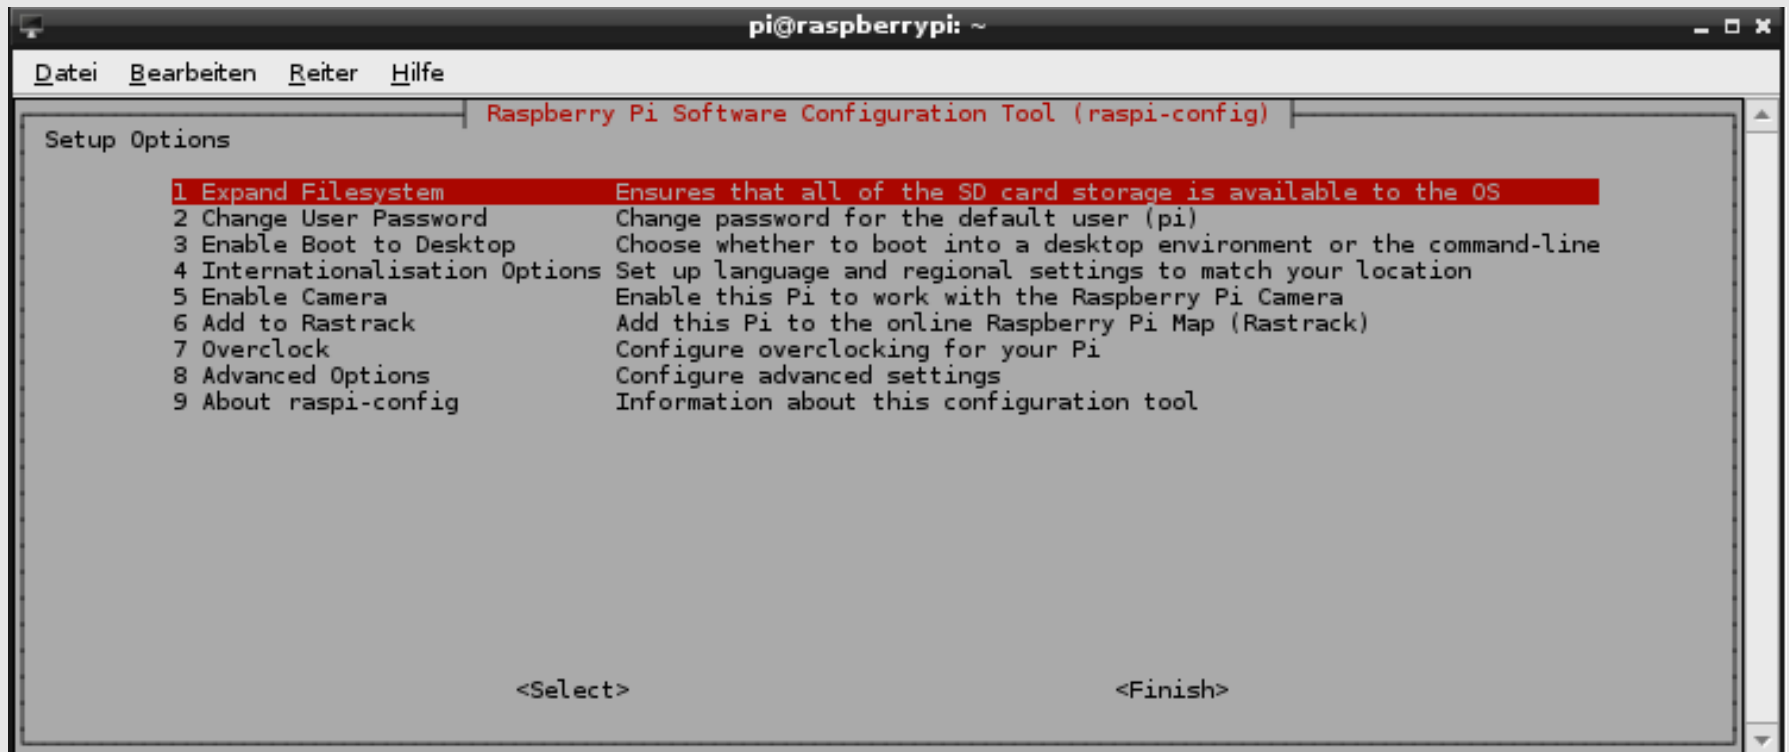 pi@raspberrypi: ~
Datei Bearbeiten Reiter Hilfe
Raspberry Pi Software Configuration Tool (raspi-config)
Setup Options
1 Expand Filesystem Ensures that all of the SD card storage is available to the OS
2 Change User Password Change password for the default user (pi)
3 Enable Boot to Desktop Choose whether to boot into a desktop environment or the command-line
4 Internationalisation Options Set up language and regional settings to match your location
5 Enable Camera Enable this Pi to work with the Raspberry Pi Camera
6 Add to Rastrack Add this Pi to the online Raspberry Pi Map (Rastrack)
7 Overclock Configure overclocking for your Pi
8 Advanced Options Configure advanced settings
9 About raspi-config Information about this configuration tool
<Select> <Finish>